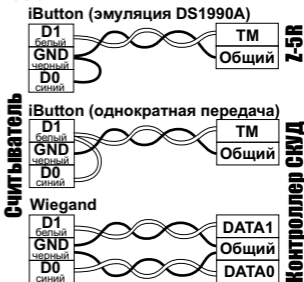 iButton (эмуляция DS1990A)
D1
белый
GND
черный
D0
синий
TM
Общий
Z-5R
iButton (однократная передача)
D1
белый
GND
черный
D0
синий
TM
Общий
Wiegand
D1
белый
GND
черный
D0
синий
DATA1
Общий
DATA0
Считыватель
Контроллер СКУД